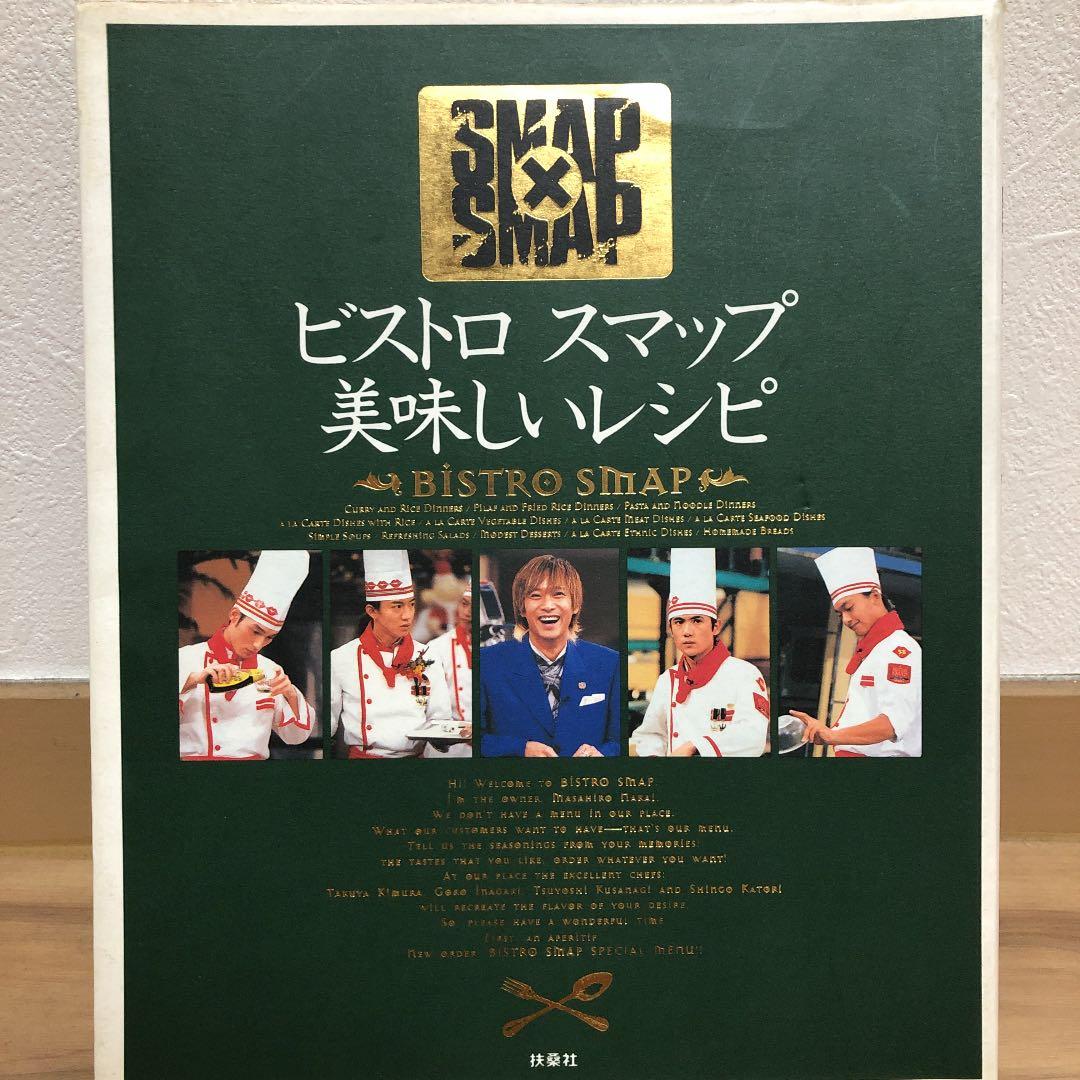 SMAP
×
SMAP
ビストロ スマップ
美味しいレシピ
BISTRO SMAP
CURRY AND RICE DINNERS / PILAF AND FRIED RICE DINNERS / PASTA AND NOODLE DINNERS
A LA CARTE DISHES WITH RICE / A LA CARTE VEGETABLE DISHES / A LA CARTE MEAT DISHES / A LA CARTE SEAFOOD DISHES
SIMPLE SOUPS / REFRESHING SALADS / MODEST DESSERTS / A LA CARTE ETHNIC DISHES / HOMEMADE BREADS
HI! WELCOME TO BISTRO SMAP.
I'M THE OWNER, MASAHIRO NAKAI.
WE DON'T HAVE A MENU IN OUR PLACE.
WHAT OUR CUSTOMERS WANT TO HAVE—THAT'S OUR MENU.
TELL US THE SEASONINGS FROM YOUR MEMORIES!
THE TASTES THAT YOU LIKE, ORDER WHATEVER YOU WANT!
AT OUR PLACE THE EXCELLENT CHEFS:
TAKUYA KIMURA, GORO INAGAKI, TSUYOSHI KUSANAGI AND SHINGO KATORI
WILL RECREATE THE FLAVOR OF YOUR DESIRE.
SO, PLEASE HAVE A WONDERFUL TIME.
FIRST, AN APERITIF
NEW ORDER, BISTRO SMAP SPECIAL MENU!!
扶桑社